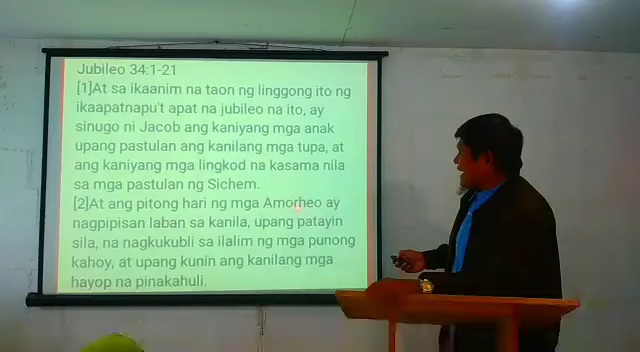 Jubileo 34:1-21
[1]At sa ikaanim na taon ng linggong ito ng
ikaapatnapu't apat na jubileo na ito, ay
sinugo ni Jacob ang kaniyang mga anak
upang pastulan ang kanilang mga tupa, at
ang kaniyang mga lingkod na kasama nila
sa mga pastulan ng Sichem.
[2]At ang pitong hari ng mga Amorheo ay
nagpipisan laban sa kanila, upang patayin
sila, na nagkukubli sa ilalim ng mga punong
kahoy, at upang kunin ang kanilang mga
hayop na pinakahuli.